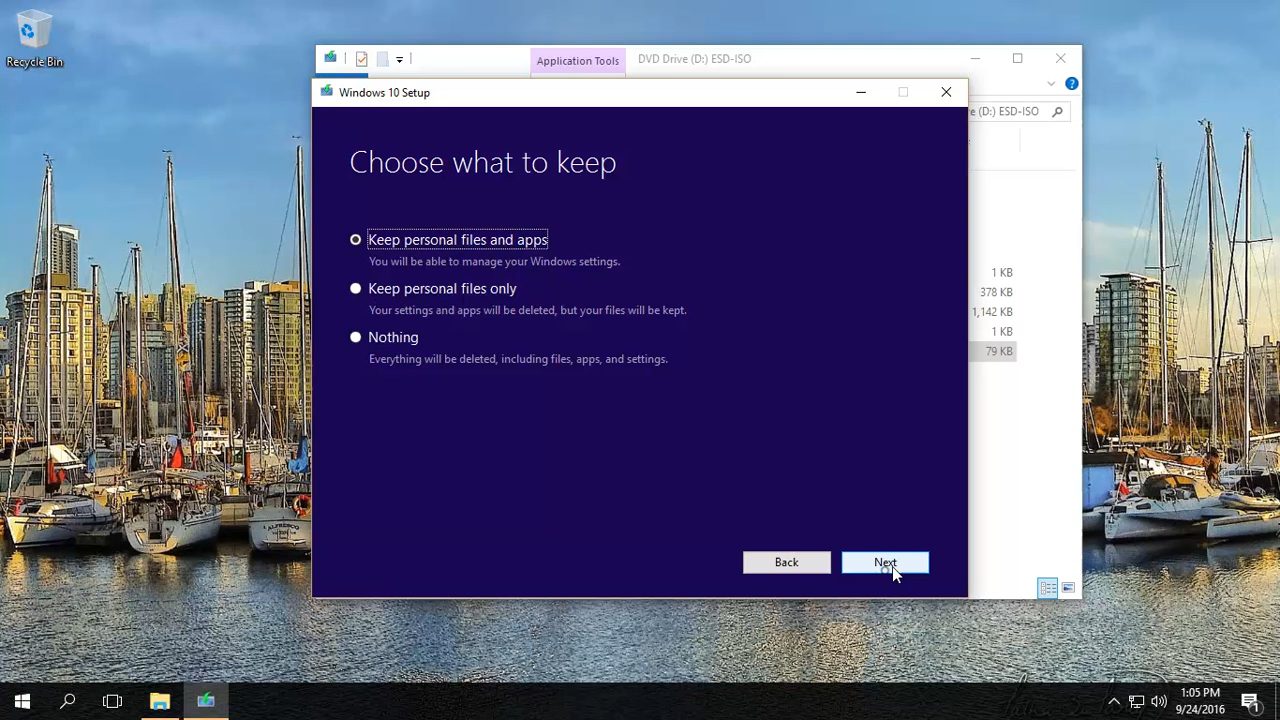 Recycle Bin
Application Tools
DVD Drive (D:) ESD-ISO
Windows 10 Setup
(D:) ESD-ISO
Choose what to keep
Keep personal files and apps
You will be able to manage your Windows settings.
Keep personal files only
Your settings and apps will be deleted, but your files will be kept.
Nothing
Everything will be deleted, including files, apps, and settings.
1 KB
378 KB
1,142 KB
1 KB
79 KB
Back
Next
1:05 PM
9/24/2016
1